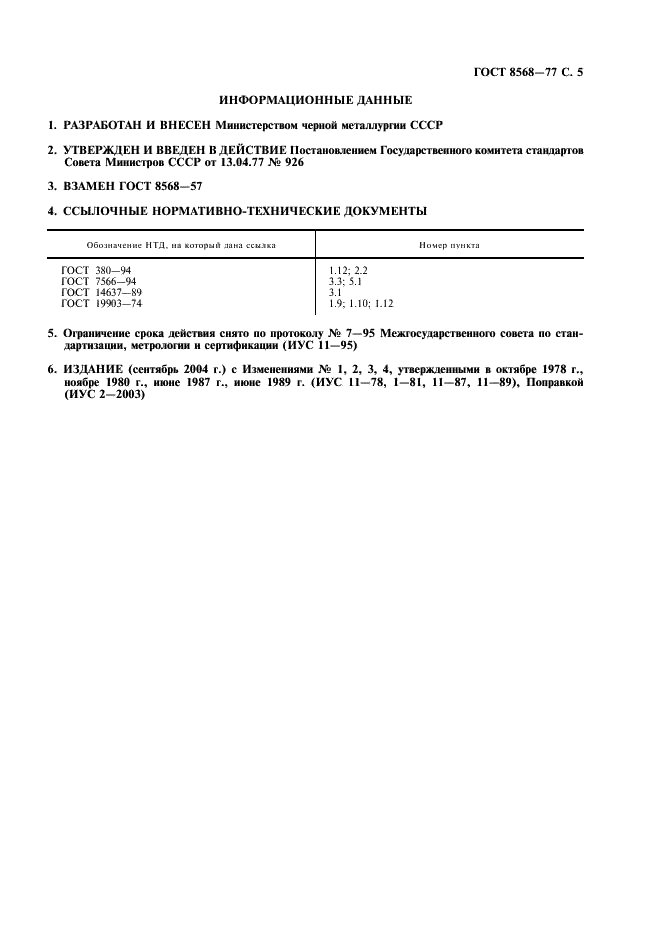 ГОСТ 8568—77 С. 5
ИНФОРМАЦИОННЫЕ ДАННЫЕ
1. РАЗРАБОТАН И ВНЕСЕН Министерством черной металлургии СССР
2. УТВЕРЖДЕН И ВВЕДЕН В ДЕЙСТВИЕ Постановлением Государственного комитета стандартов
Совета Министров СССР от 13.04.77 № 926
3. ВЗАМЕН ГОСТ 8568—57
4. ССЫЛОЧНЫЕ НОРМАТИВНО-ТЕХНИЧЕСКИЕ ДОКУМЕНТЫ
Обозначение НТД, на который дана ссылка Номер пункта
ГОСТ 380—94 1.12; 2.2
ГОСТ 7566—94 3.3; 5.1
ГОСТ 14637—89 3.1
ГОСТ 19903—74 1.9; 1.10; 1.12
5. Ограничение срока действия снято по протоколу № 7—95 Межгосударственного совета по стан-
дартизации, метрологии и сертификации (ИУС 11—95)
6. ИЗДАНИЕ (сентябрь 2004 г.) с Изменениями № 1, 2, 3, 4, утвержденными в октябре 1978 г.,
ноябре 1980 г., июне 1987 г., июне 1989 г. (ИУС 11—78, 1—81, 11—87, 11—89), Поправкой
(ИУС 2—2003)